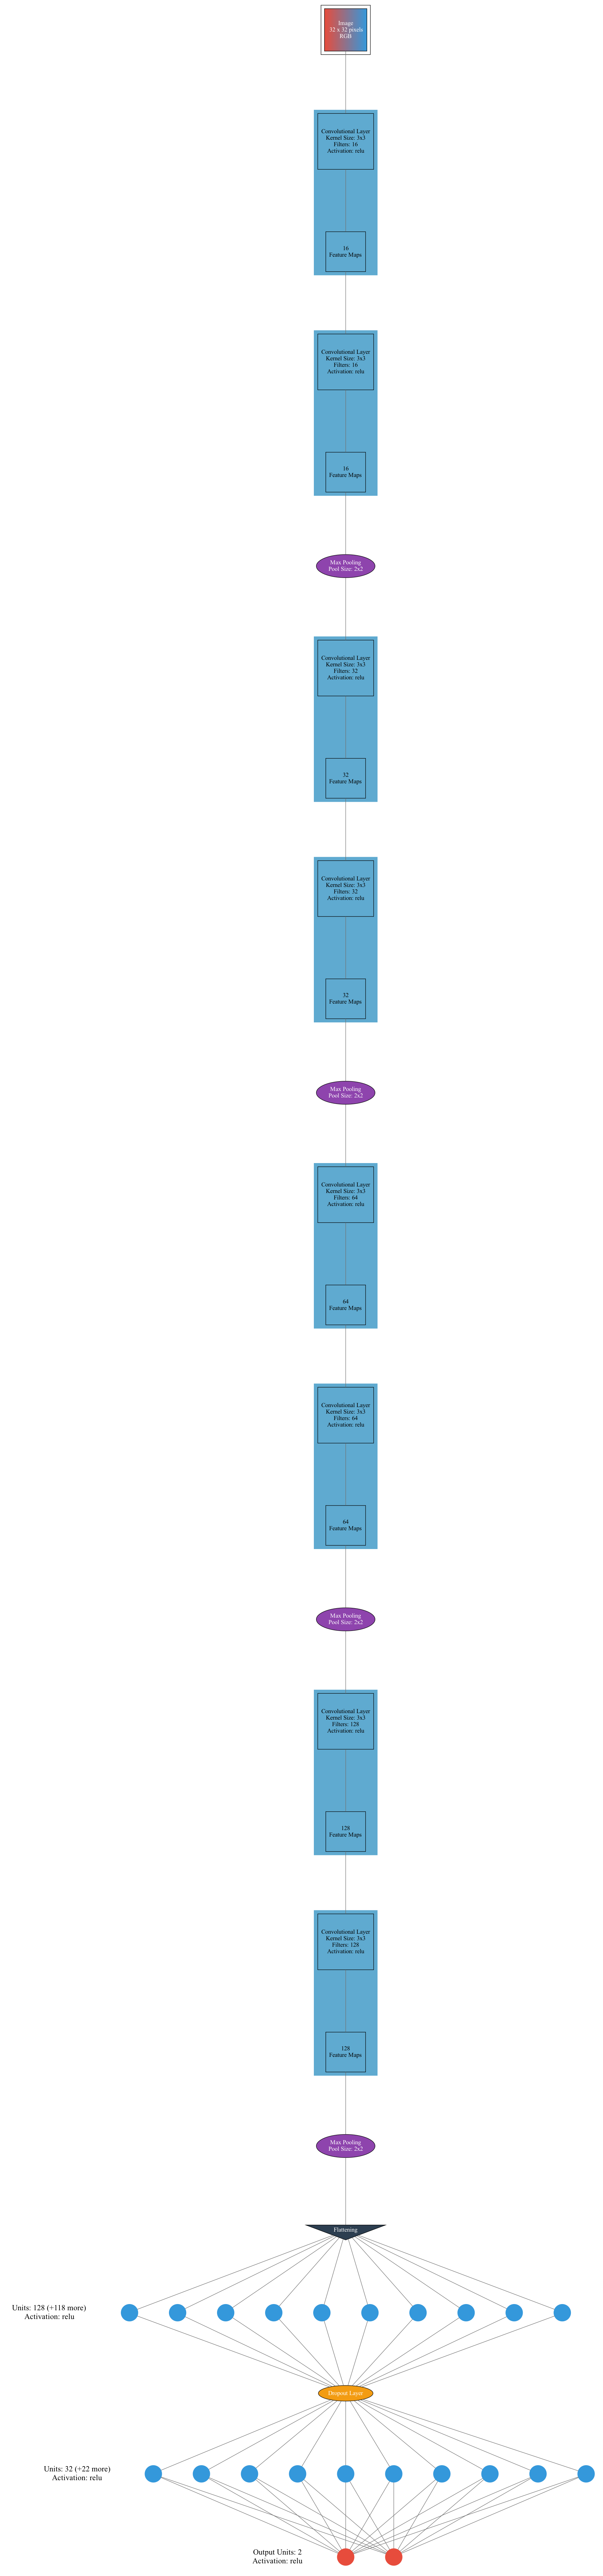 Image
32 x 32 pixels
RGB
Convolutional Layer
Kernel Size: 3x3
Filters: 16
Activation: relu
16
Feature Maps
Convolutional Layer
Kernel Size: 3x3
Filters: 16
Activation: relu
16
Feature Maps
Max Pooling
Pool Size: 2x2
Convolutional Layer
Kernel Size: 3x3
Filters: 32
Activation: relu
32
Feature Maps
Convolutional Layer
Kernel Size: 3x3
Filters: 32
Activation: relu
32
Feature Maps
Max Pooling
Pool Size: 2x2
Convolutional Layer
Kernel Size: 3x3
Filters: 64
Activation: relu
64
Feature Maps
Convolutional Layer
Kernel Size: 3x3
Filters: 64
Activation: relu
64
Feature Maps
Max Pooling
Pool Size: 2x2
Convolutional Layer
Kernel Size: 3x3
Filters: 128
Activation: relu
128
Feature Maps
Convolutional Layer
Kernel Size: 3x3
Filters: 128
Activation: relu
128
Feature Maps
Max Pooling
Pool Size: 2x2
Flattening
Units: 128 (+118 more)
Activation: relu
Dropout Layer
Units: 32 (+22 more)
Activation: relu
Output Units: 2
Activation: relu